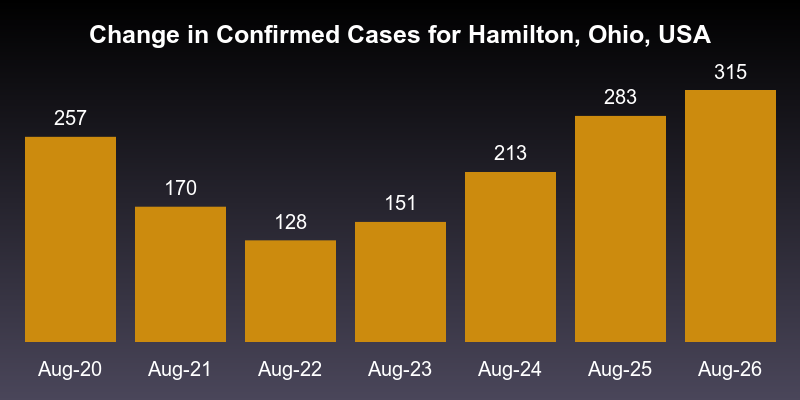 Change in Confirmed Cases for Hamilton, Ohio, USA
257
170
128
151
213
283
315
Aug-20
Aug-21
Aug-22
Aug-23
Aug-24
Aug-25
Aug-26